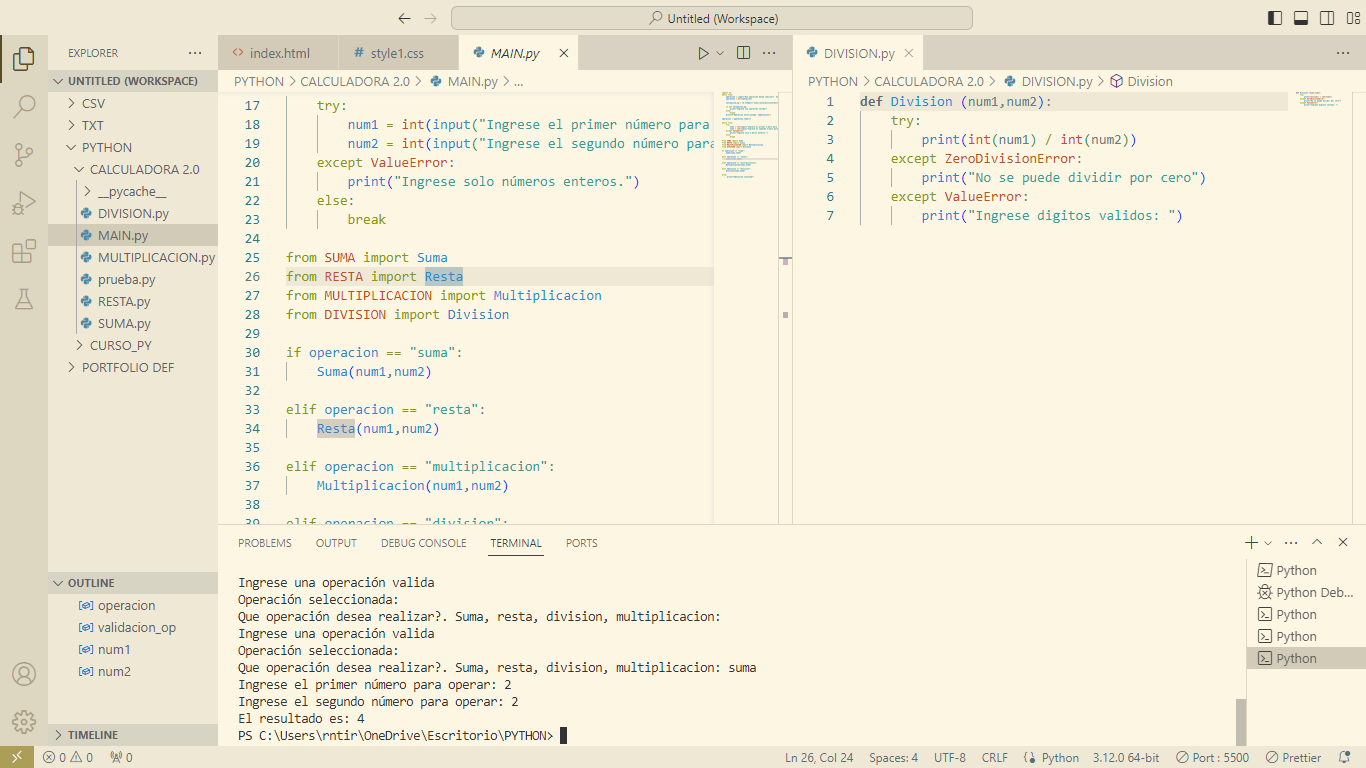 Untitled (Workspace)
EXPLORER
UNTITLED (WORKSPACE)
CSV
TXT
PYTHON
CALCULADORA 2.0
__pycache__
DIVISION.py
MAIN.py
MULTIPLICACION.py
prueba.py
RESTA.py
SUMA.py
CURSO_PY
PORTFOLIO DEF
OUTLINE
operacion
validacion_op
num1
num2
TIMELINE
index.html
style1.css
MAIN.py
PYTHON > CALCULADORA 2.0 > MAIN.py > ...
17 try:
18 num1 = int(input("Ingrese el primer número para
19 num2 = int(input("Ingrese el segundo número para
20 except ValueError:
21 print("Ingrese solo números enteros.")
22 else:
23 break
24
25 from SUMA import Suma
26 from RESTA import Resta
27 from MULTIPLICACION import Multiplicacion
28 from DIVISION import Division
29
30 if operacion == "suma":
31 Suma(num1,num2)
32
33 elif operacion == "resta":
34 Resta(num1,num2)
35
36 elif operacion == "multiplicacion":
37 Multiplicacion(num1,num2)
38
39 elif operacion == "division":
DIVISION.py
PYTHON > CALCULADORA 2.0 > DIVISION.py > Division
1 def Division (num1,num2):
2 try:
3 print(int(num1) / int(num2))
4 except ZeroDivisionError:
5 print("No se puede dividir por cero")
6 except ValueError:
7 print("Ingrese digitos validos: ")
PROBLEMS
OUTPUT
DEBUG CONSOLE
TERMINAL
PORTS
Ingrese una operación valida
Operación seleccionada:
Que operación desea realizar?. Suma, resta, division, multiplicacion:
Ingrese una operación valida
Operación seleccionada:
Que operación desea realizar?. Suma, resta, division, multiplicacion: suma
Ingrese el primer número para operar: 2
Ingrese el segundo número para operar: 2
El resultado es: 4
PS C:\Users\rntir\OneDrive\Escritorio\PYTHON>
Python
Python Deb...
Python
Python
Python
0 0 0
Ln 26, Col 24
Spaces: 4
UTF-8
CRLF
Python
3.12.0 64-bit
Port : 5500
Prettier